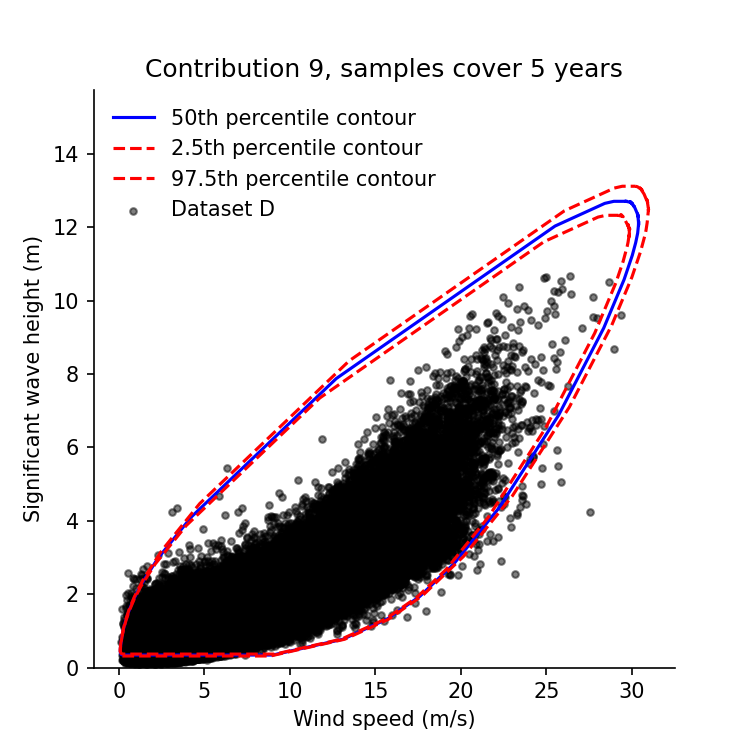 Contribution 9, samples cover 5 years
50th percentile contour
2.5th percentile contour
97.5th percentile contour
Dataset D
Significant wave height (m)
14
12
10
8
6
4
2
0
0 5 10 15 20 25 30
Wind speed (m/s)